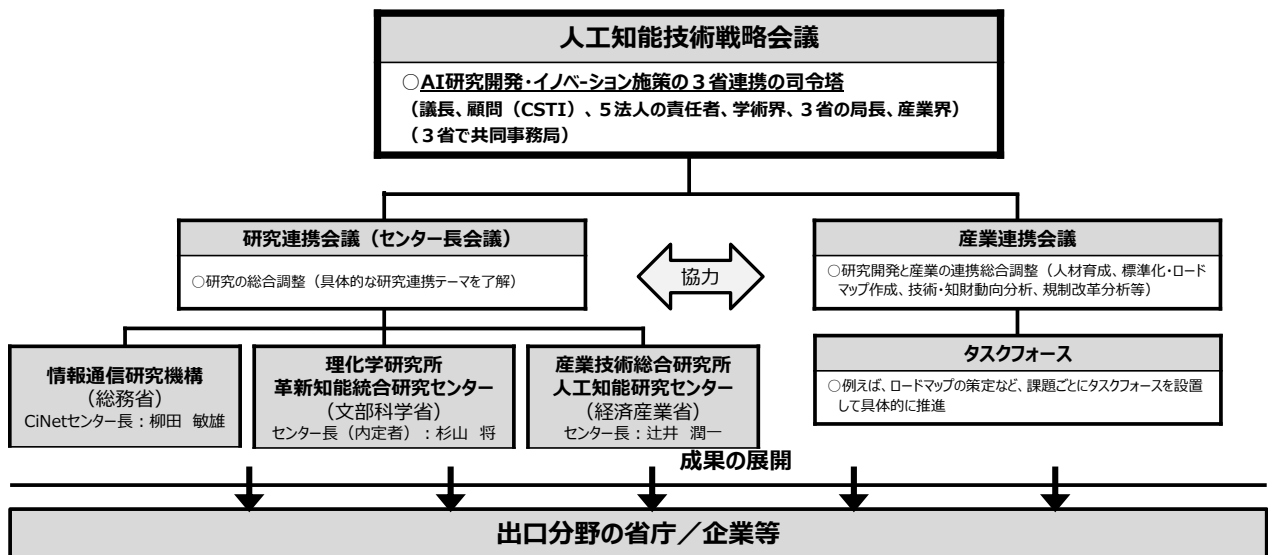 人工知能技術戦略会議
○AI研究開発・イノベーション施策の３省連携の司令塔
（議長、顧問（CSTI）、５法人の責任者、学術界、３省の局長、産業界）
（３省で共同事務局）
研究連携会議（センター長会議）
○研究の総合調整（具体的な研究連携テーマを了解）
協力
産業連携会議
○研究開発と産業の連携総合調整（人材育成、標準化・ロード
マップ作成、技術・知財動向分析、規制改革分析等）
情報通信研究機構
（総務省）
CiNetセンター長：柳田 敏雄
理化学研究所
革新知能統合研究センター
（文部科学省）
センター長（内定者）：杉山 将
産業技術総合研究所
人工知能研究センター
（経済産業省）
センター長：辻井 潤一
タスクフォース
○例えば、ロードマップの策定など、課題ごとにタスクフォースを設置
して具体的に推進
成果の展開
出口分野の省庁／企業等